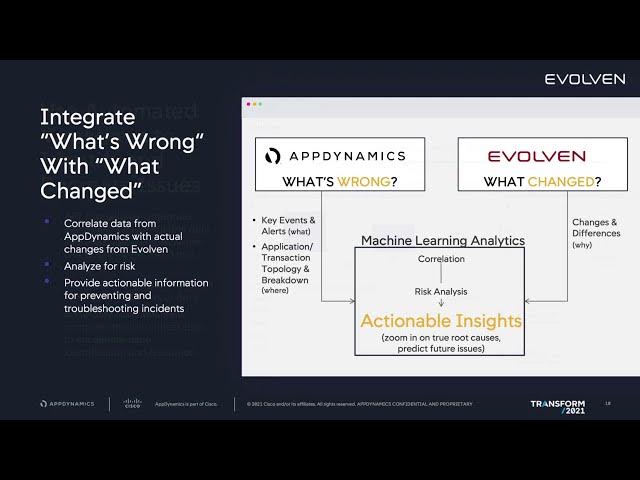 EVOLVEN
Integrate
“What’s Wrong“
With “What
Changed”
Correlate data from
AppDynamics with actual
changes from Evolven
Analyze for risk
Provide actionable information
for preventing and
troubleshooting incidents
APPDYNAMICS
WHAT'S WRONG?
EVOLVEN
WHAT CHANGED?
Key Events &
Alerts (what)
Application/
Transaction
Topology &
Breakdown
(where)
Changes &
Differences
(why)
Machine Learning Analytics
Correlation
Risk Analysis
Actionable Insights
(zoom in on true root causes,
predict future issues)
APPDYNAMICS
CISCO
AppDynamics is part of Cisco.
© 2021 Cisco and/or its affiliates. All rights reserved. APPDYNAMICS CONFIDENTIAL AND PROPRIETARY
TRANSFORM
/2021
18